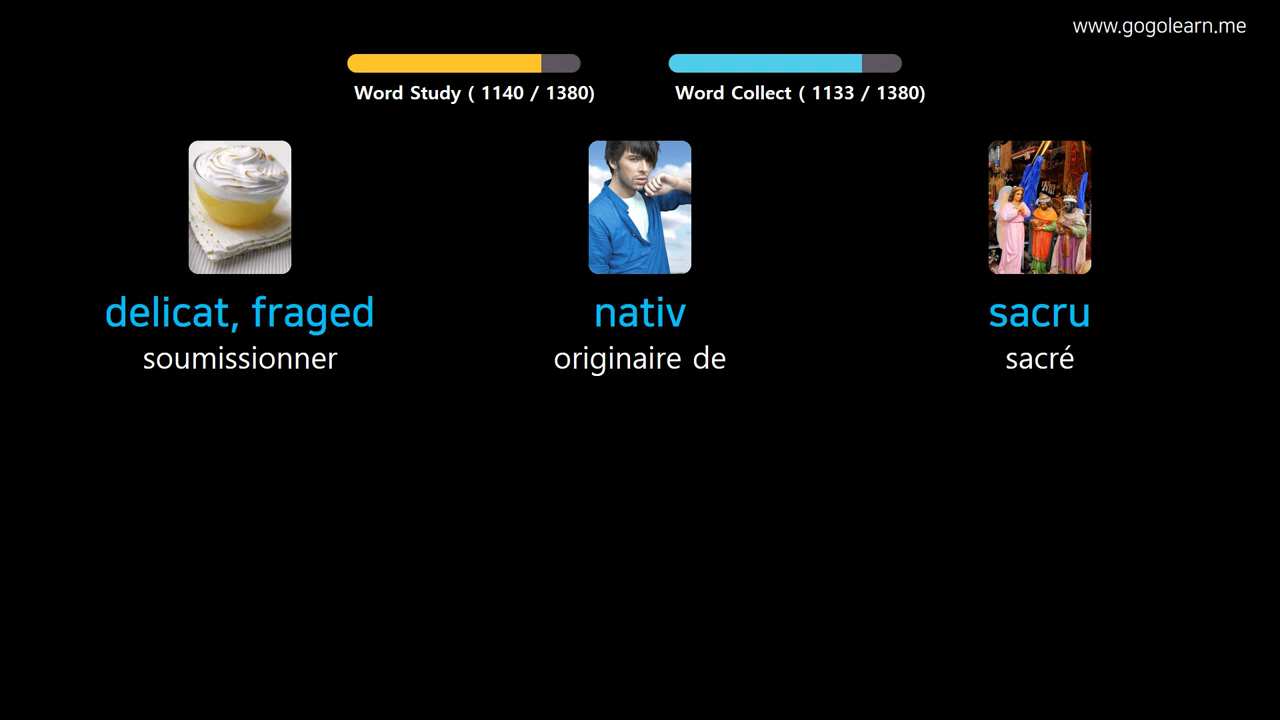 www.gogolearn.me
Word Study ( 1140 / 1380)
Word Collect ( 1133 / 1380)
delicat, fraged
nativ
sacru
soumissionner
originaire de
sacré